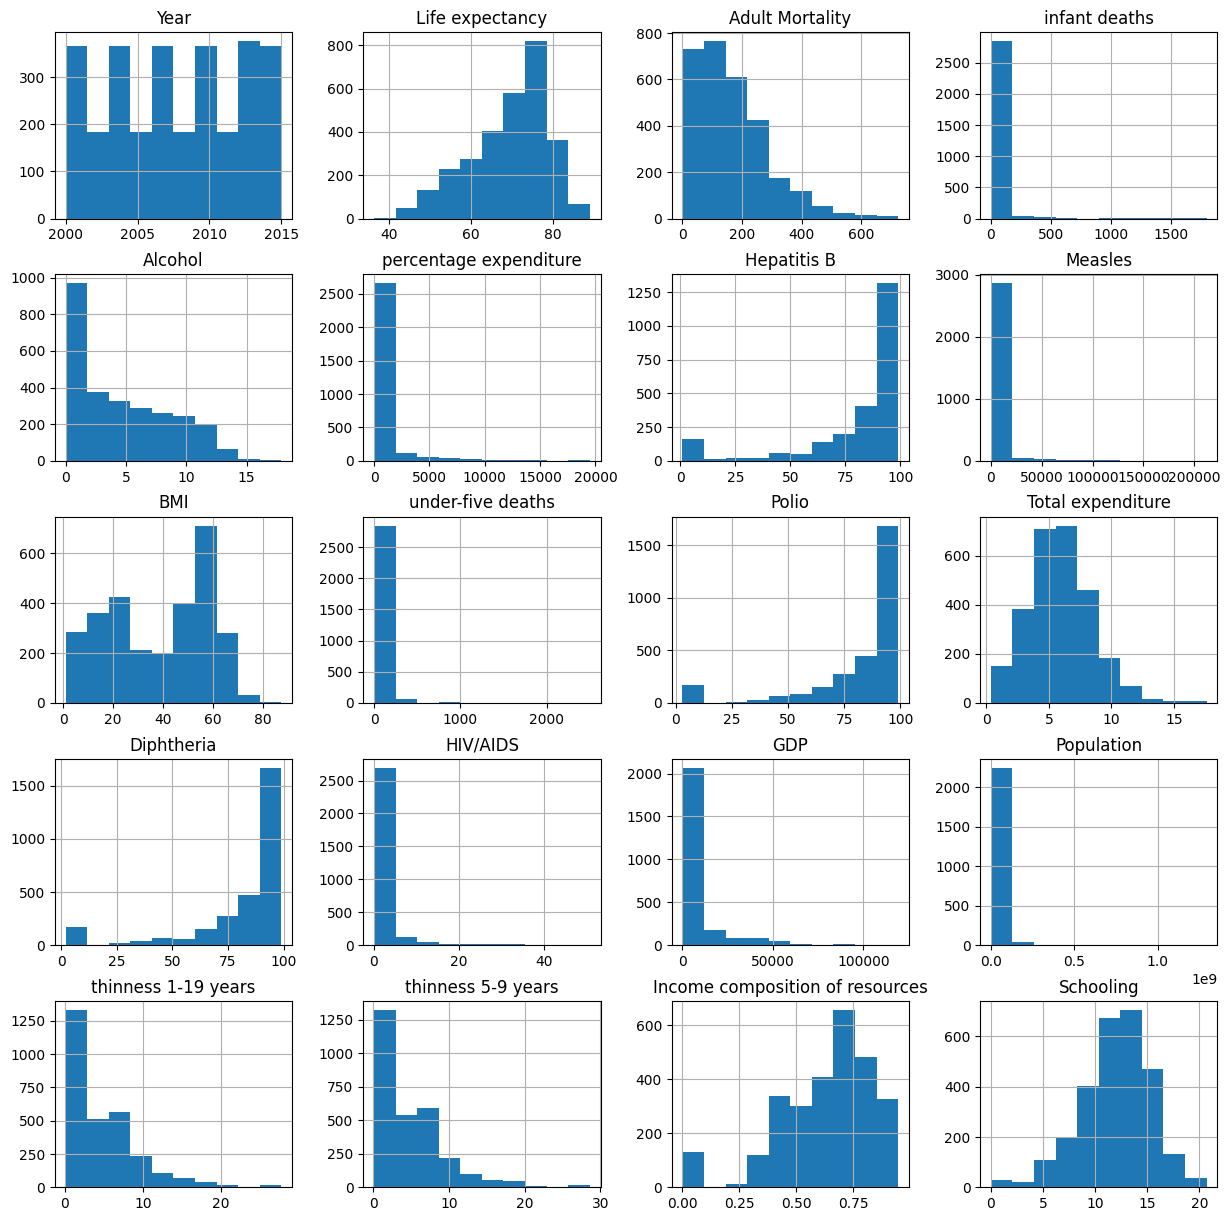 Year
300
200
100
0
2000 2005 2010 2015
Life expectancy
800
600
400
200
0
40 60 80
Adult Mortality
800
600
400
200
0
0 200 400 600
infant deaths
2500
2000
1500
1000
500
0
0 500 1000 1500
Alcohol
1000
800
600
400
200
0
0 5 10 15
percentage expenditure
2500
2000
1500
1000
500
0
0 5000 10000 15000 20000
Hepatitis B
1250
1000
750
500
250
0
0 25 50 75 100
Measles
3000
2000
1000
0
0 50000 100000 150000 200000
BMI
600
400
200
0
0 20 40 60 80
under-five deaths
2500
2000
1500
1000
500
0
0 1000 2000
Polio
1500
1000
500
0
0 25 50 75 100
Total expenditure
600
400
200
0
0 5 10 15
Diphtheria
1500
1000
500
0
0 25 50 75 100
HIV/AIDS
2500
2000
1500
1000
500
0
0 20 40
GDP
2000
1500
1000
500
0
0 50000 100000
Population
2000
1500
1000
500
0
0.0 0.5 1.0
1e9
thinness 1-19 years
1250
1000
750
500
250
0
0 10 20
thinness 5-9 years
1250
1000
750
500
250
0
0 10 20 30
Income composition of resources
600
400
200
0
0.00 0.25 0.50 0.75
Schooling
600
400
200
0
0 5 10 15 20